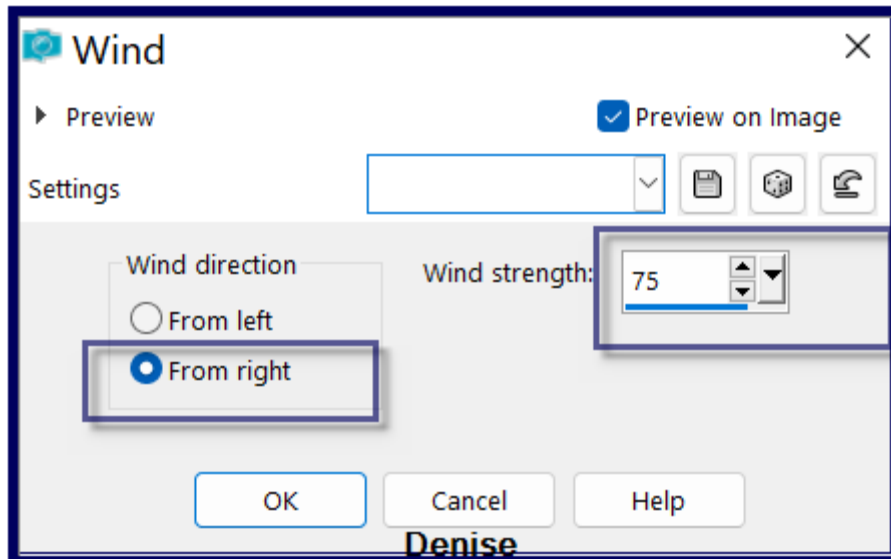 Wind
Preview
Preview on Image
Settings
Wind direction
Wind strength:
75
From left
From right
OK
Cancel
Help
Denise